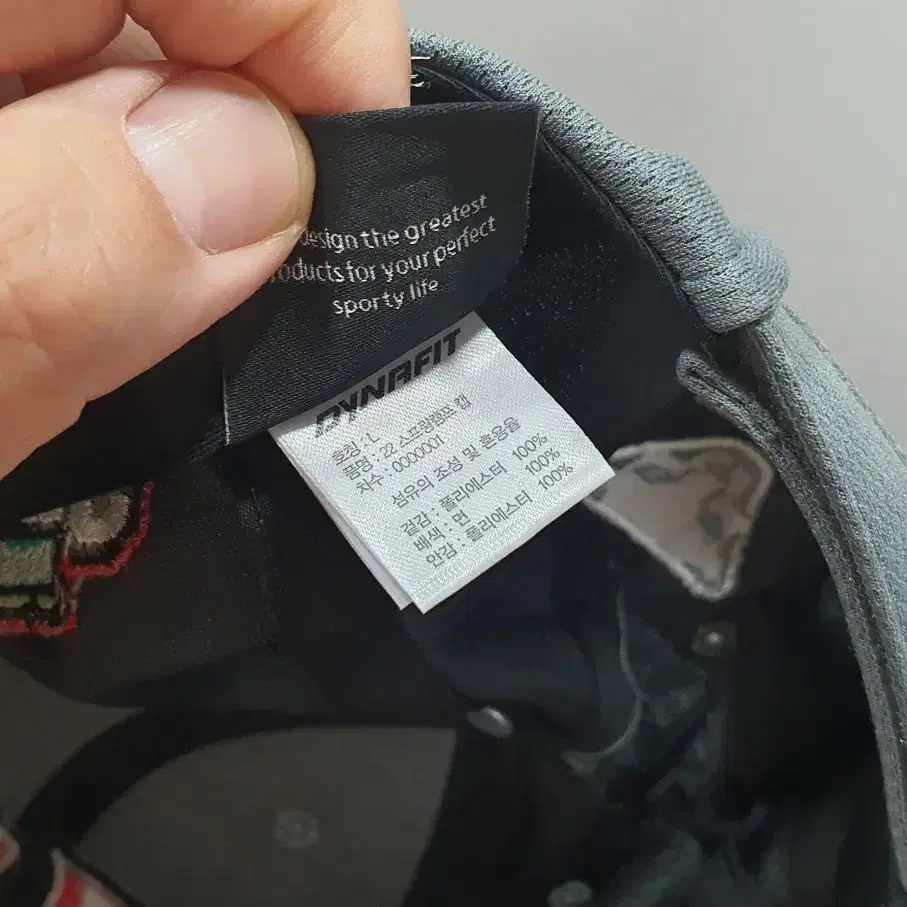 design the greatest
products for your perfect
sporty life
DYNAFIT
호칭 : L
품명 : 22 스프링캠프 캡
차수 : 0000001
섬유의 조성 및 혼용율
겉감 : 폴리에스터 100%
배색 : 면 100%
안감 : 폴리에스터 100%